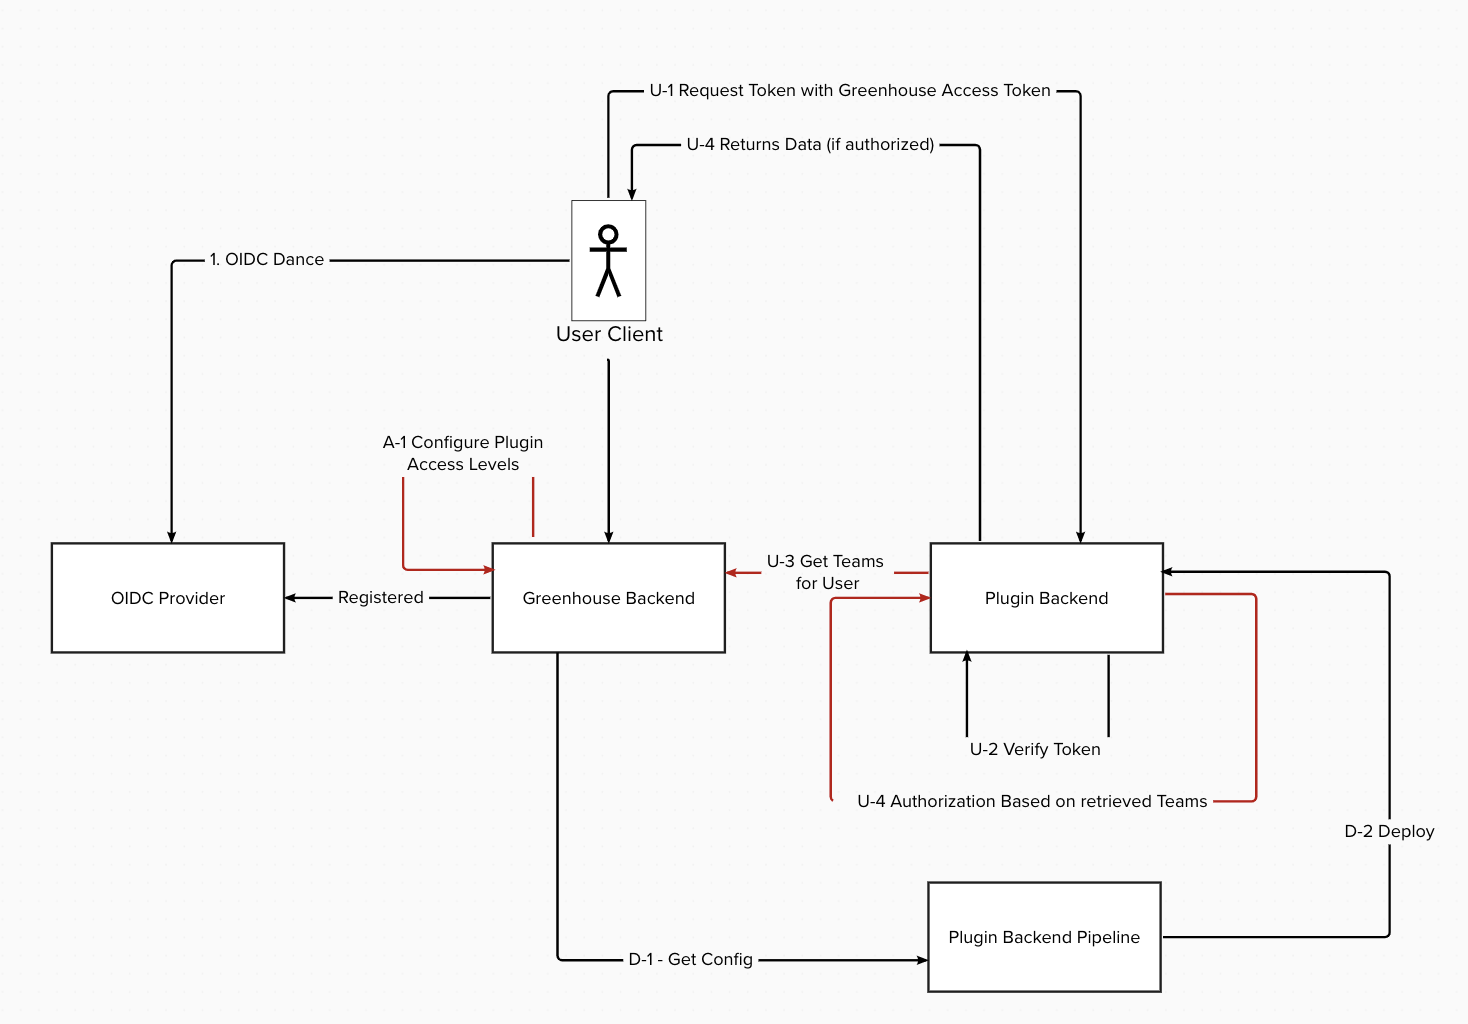 U-1 Request Token with Greenhouse Access Token
U-4 Returns Data (if authorized)
1. OIDC Dance
User Client
A-1 Configure Plugin
Access Levels
U-3 Get Teams
for User
OIDC Provider
Registered
Greenhouse Backend
Plugin Backend
U-2 Verify Token
U-4 Authorization Based on retrieved Teams
D-2 Deploy
Plugin Backend Pipeline
D-1 - Get Config